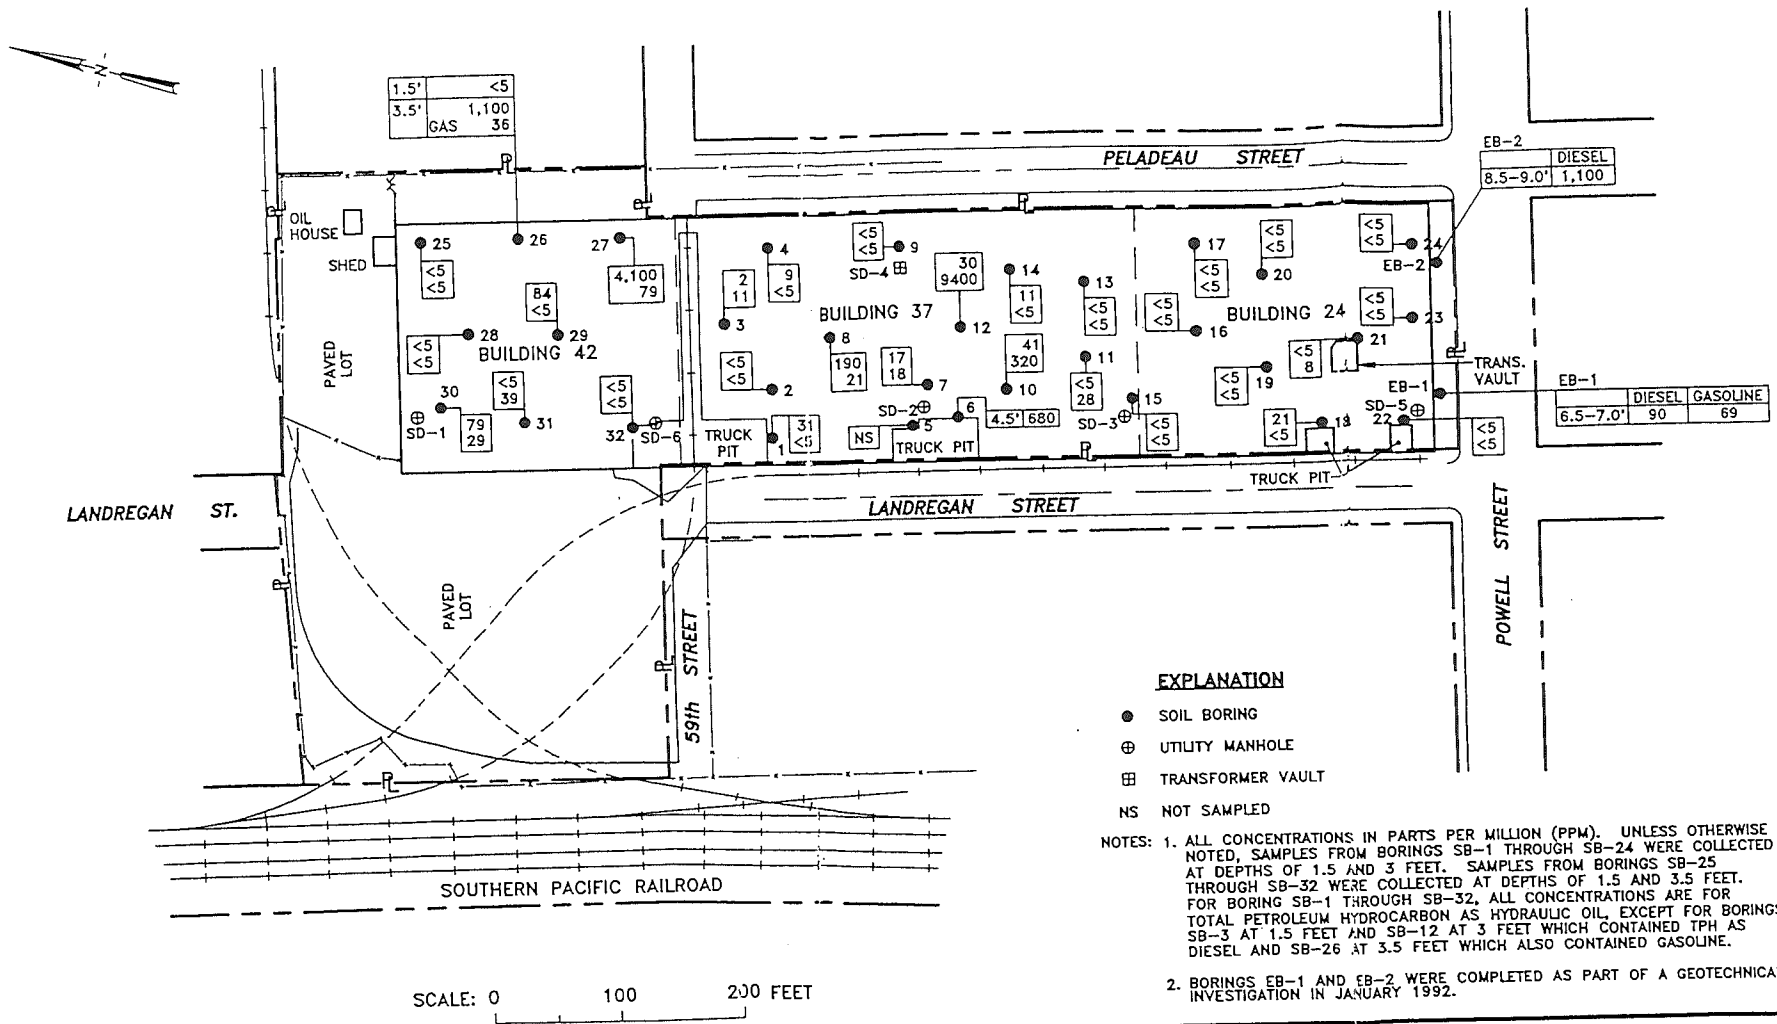 N
1.5' <5
3.5' 1,100
GAS 36
PELADEAU STREET
EB-2
DIESEL
8.5-9.0' 1,100
OIL
HOUSE
SHED
25
<5
<5
26
27
4,100
79
28
<5
<5
84
<5
29
BUILDING 42
30
79
29
<5
39
31
<5
<5
32
SD-1
SD-6
PAVED
LOT
2
11
3
4
9
<5
<5
<5
9
SD-4
BUILDING 37
8
190
21
30
9400
12
14
11
<5
13
<5
<5
<5
<5
2
17
18
7
SD-2
41
320
10
11
<5
28
6
4.5' 680
NS
5
TRUCK PIT
TRUCK
PIT
1
31
<5
SD-3
15
<5
<5
17
<5
<5
<5
<5
20
<5
<5
24
EB-2
<5
<5
16
BUILDING 24
<5
<5
23
<5
8
21
TRANS.
VAULT
<5
<5
19
EB-1
SD-5
21
<5
18
22
<5
<5
TRUCK PIT
EB-1
DIESEL GASOLINE
6.5-7.0' 90 69
LANDREGAN ST.
LANDREGAN STREET
PAVED
LOT
59th STREET
POWELL STREET
SOUTHERN PACIFIC RAILROAD
SCALE: 0 100 200 FEET
EXPLANATION
SOIL BORING
UTILITY MANHOLE
TRANSFORMER VAULT
NS NOT SAMPLED
NOTES: 1. ALL CONCENTRATIONS IN PARTS PER MILLION (PPM). UNLESS OTHERWISE
NOTED, SAMPLES FROM BORINGS SB-1 THROUGH SB-24 WERE COLLECTED
AT DEPTHS OF 1.5 AND 3 FEET. SAMPLES FROM BORINGS SB-25
THROUGH SB-32 WERE COLLECTED AT DEPTHS OF 1.5 AND 3.5 FEET.
FOR BORING SB-1 THROUGH SB-32, ALL CONCENTRATIONS ARE FOR
TOTAL PETROLEUM HYDROCARBON AS HYDRAULIC OIL, EXCEPT FOR BORINGS
SB-3 AT 1.5 FEET AND SB-12 AT 3 FEET WHICH CONTAINED TPH AS
DIESEL AND SB-26 AT 3.5 FEET WHICH ALSO CONTAINED GASOLINE.
2. BORINGS EB-1 AND EB-2 WERE COMPLETED AS PART OF A GEOTECHNICA
INVESTIGATION IN JANUARY 1992.